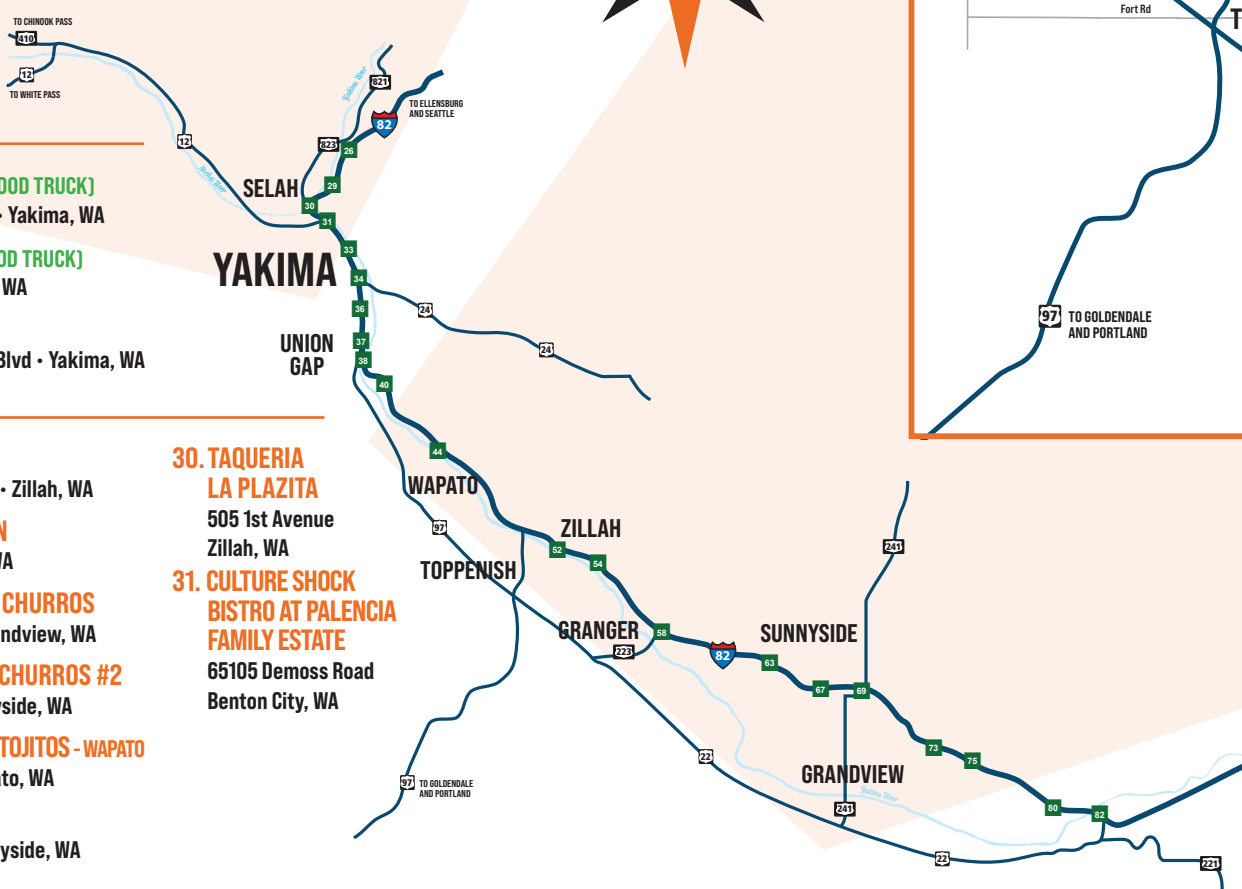 TO CHINOOK PASS
410
12
TO WHITE PASS
12
Naches River
Yakima River
821
TO ELLENSBURG
AND SEATTLE
82
823
26
29
SELAH
30
31
33
YAKIMA
34
36
24
24
UNION
GAP
37
38
40
44
WAPATO
97
TOPPENISH
ZILLAH
52
54
GRANGER
223
58
82
SUNNYSIDE
63
67
69
241
73
75
GRANDVIEW
241
Yakima River
22
22
80
82
221
97
TO GOLDENDALE
AND PORTLAND
Fort Rd
T
97
TO GOLDENDALE
AND PORTLAND
OOD TRUCK)
• Yakima, WA
OD TRUCK)
WA
Blvd • Yakima, WA
• Zillah, WA
N
WA
CHURROS
ndview, WA
CHURROS #2
yside, WA
TOJITOS - WAPATO
ato, WA
yside, WA
30. TAQUERIA
LA PLAZITA
505 1st Avenue
Zillah, WA
31. CULTURE SHOCK
BISTRO AT PALENCIA
FAMILY ESTATE
65105 Demoss Road
Benton City, WA